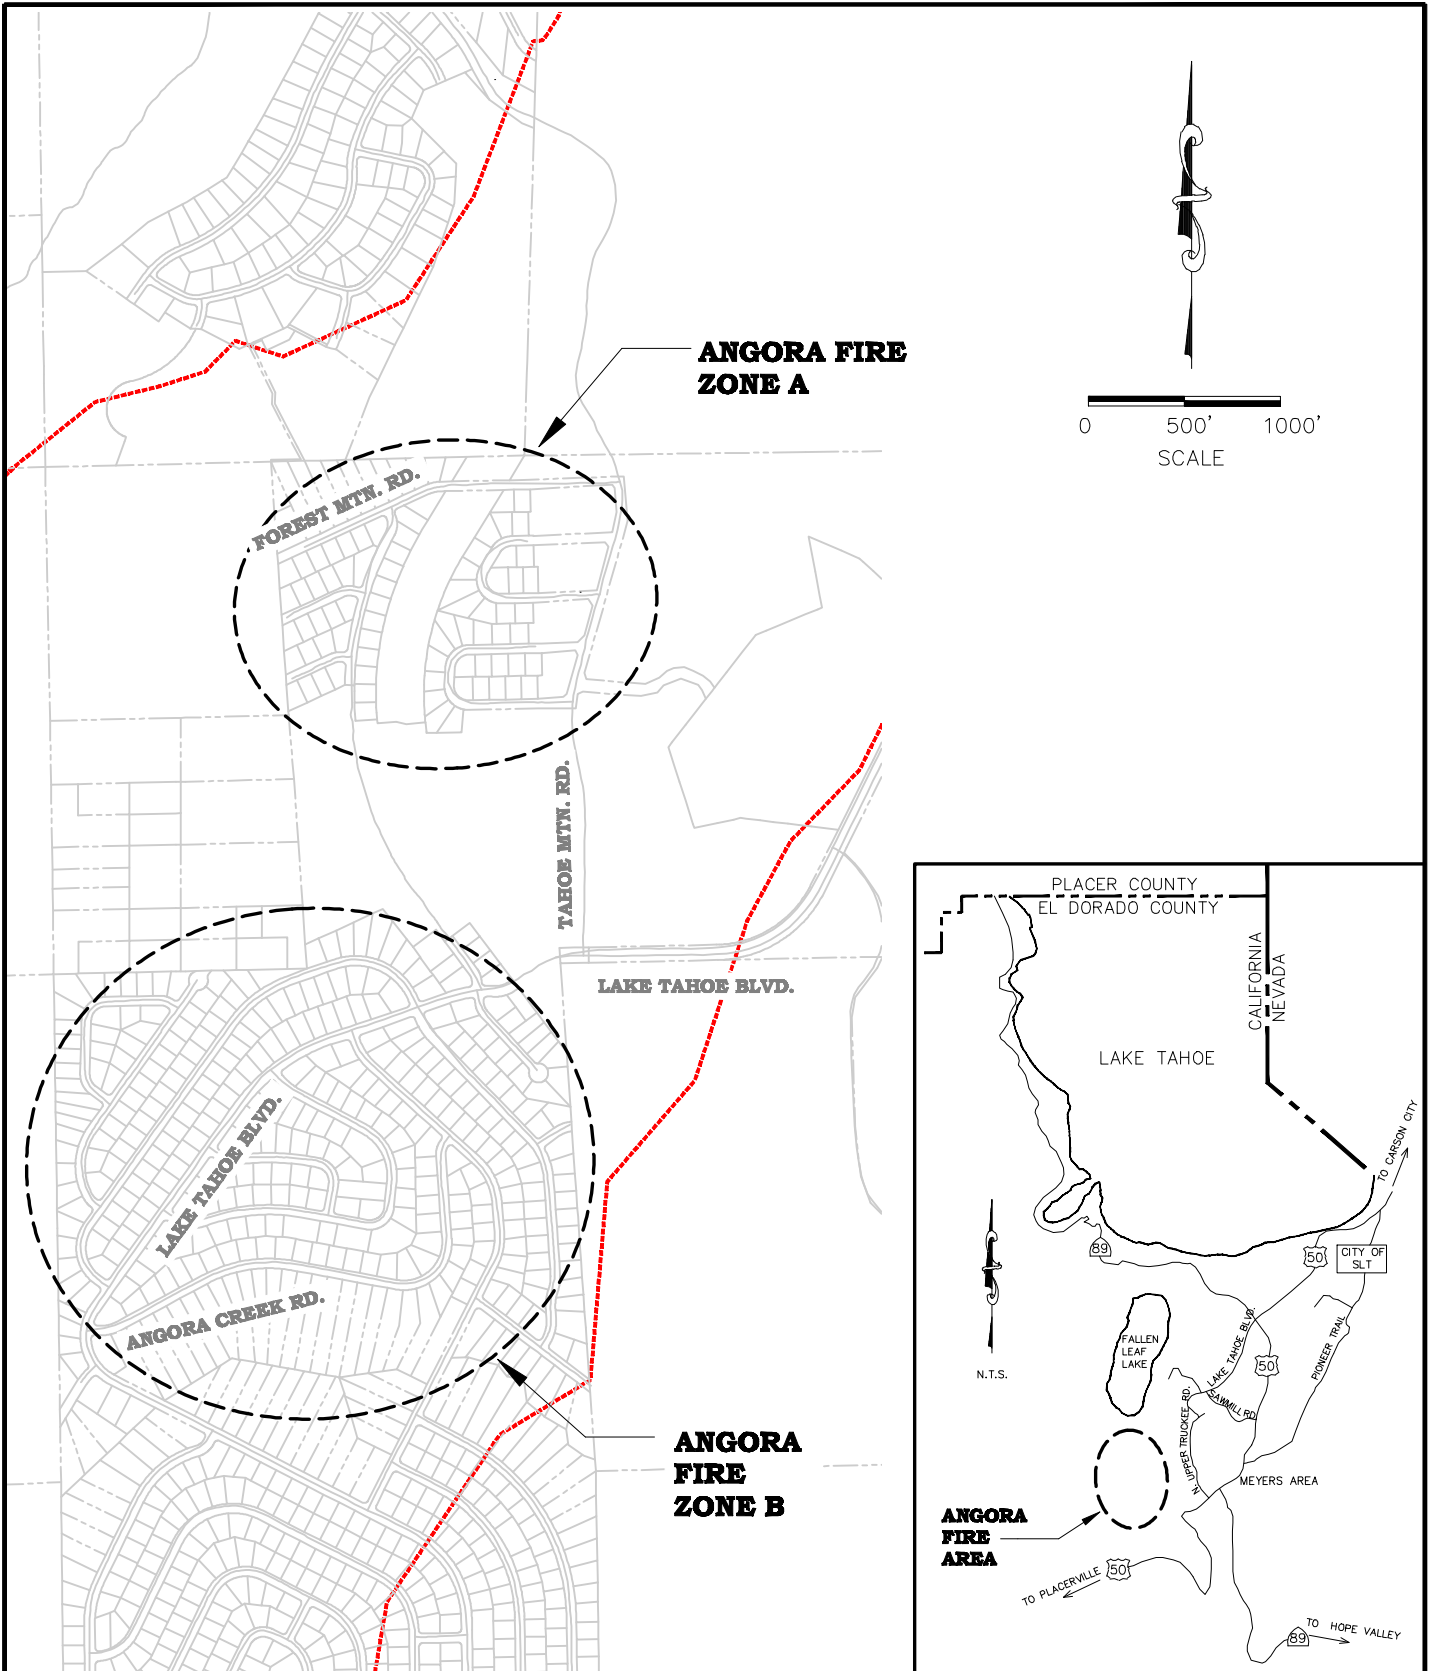 ANGORA FIRE
ZONE A
0 500' 1000'
SCALE
FOREST MTN. RD.
TAHOE MTN. RD.
LAKE TAHOE BLVD.
LAKE TAHOE BLVD.
ANGORA CREEK RD.
ANGORA
FIRE
ZONE B
PLACER COUNTY
EL DORADO COUNTY
CALIFORNIA
NEVADA
LAKE TAHOE
TO CARSON CITY
89
50
CITY OF
SLT
N.T.S.
FALLEN
LEAF
LAKE
LAKE TAHOE BLVD.
50
PIONEER TRAIL
SAWMILL RD.
N. UPPER TRUCKEE RD.
MEYERS AREA
ANGORA
FIRE
AREA
TO PLACERVILLE
50
TO HOPE VALLEY
89